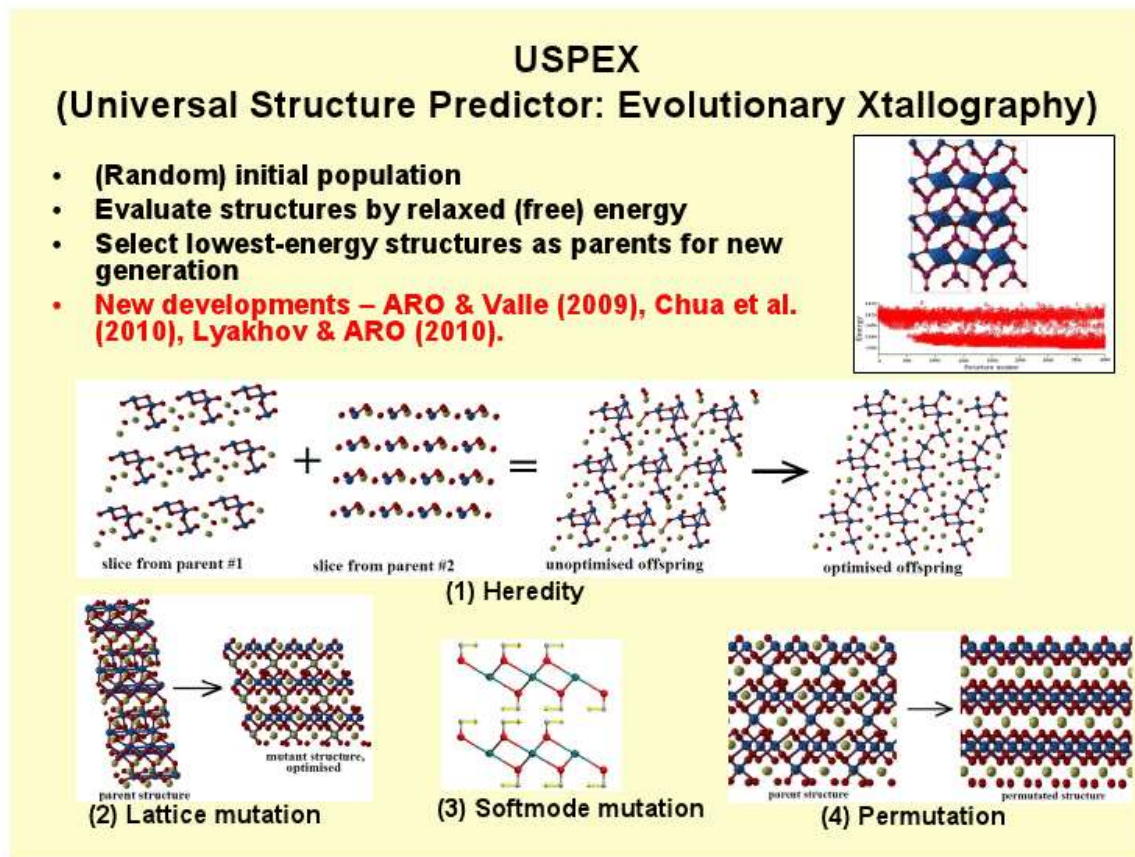 USPEX
(Universal Structure Predictor: Evolutionary Xtallography)
• (Random) initial population
• Evaluate structures by relaxed (free) energy
• Select lowest-energy structures as parents for new
generation
• New developments – ARO & Valle (2009), Chua et al.
(2010), Lyakhov & ARO (2010).
Energy
Structure number
+
=
slice from parent #1
slice from parent #2
unoptimised offspring
optimised offspring
(1) Heredity
parent structure
mutant structure,
optimised
(2) Lattice mutation
(3) Softmode mutation
parent structure
permutated structure
(4) Permutation